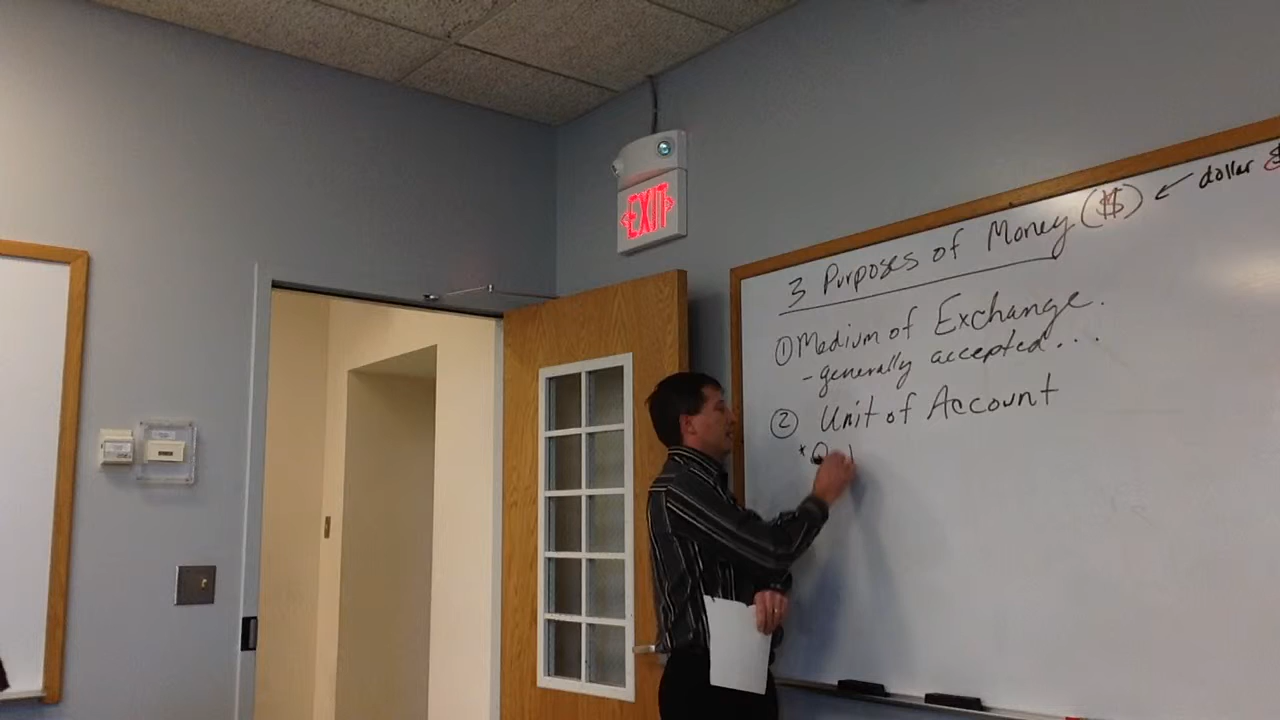 EXIT
3 Purposes of Money ($) ← dollar
① Medium of Exchange.
- generally accepted...
② Unit of Account
*